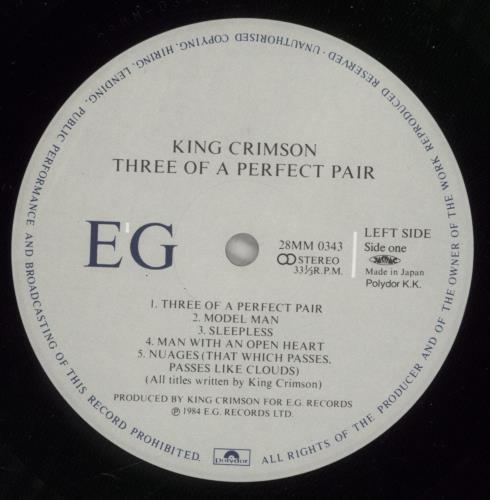 ALL RIGHTS OF THE PRODUCER AND OF THE OWNER OF THE WORK REPRODUCED RESERVED · UNAUTHORISED COPYING, HIRING, LENDING, PUBLIC PERFORMANCE AND BROADCASTING OF THIS RECORD PROHIBITED.
KING CRIMSON
THREE OF A PERFECT PAIR
E'G
28MM 0343
STEREO
33⅓R.P.M.
LEFT SIDE
Side one
Made in Japan
Polydor K.K.
1. THREE OF A PERFECT PAIR
2. MODEL MAN
3. SLEEPLESS
4. MAN WITH AN OPEN HEART
5. NUAGES (THAT WHICH PASSES,
PASSES LIKE CLOUDS)
(All titles written by King Crimson)
PRODUCED BY KING CRIMSON FOR E.G. RECORDS
℗ 1984 E.G. RECORDS LTD.
polydor